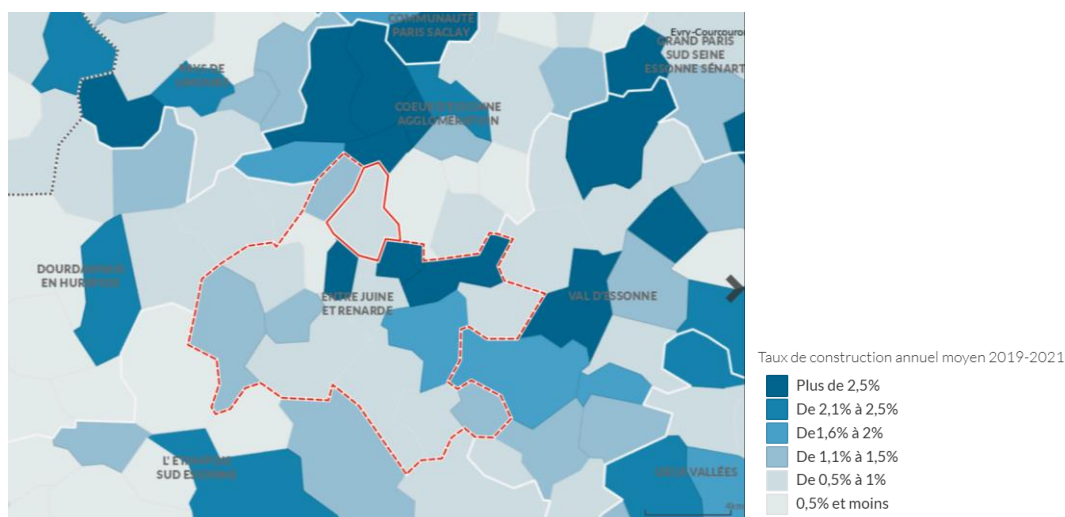 COMMUNAUTÉ
PARIS SACLAY
Evry-Courcouron
GRAND PARIS
SUD SEINE
ESSONNE SÉNART
PAYS DE
COEUR D'ESSONNE
AGGLOMÉRATION
DOURDANNAIS
EN HUREPOIX
ENTRE JUINE
ET RENARDE
VAL D'ESSONNE
L'ÉTAMPOIS
SUD ESSONNE
VALLÉES
Taux de construction annuel moyen 2019-2021
Plus de 2,5%
De 2,1% à 2,5%
De1,6% à 2%
De 1,1% à 1,5%
De 0,5% à 1%
0,5% et moins